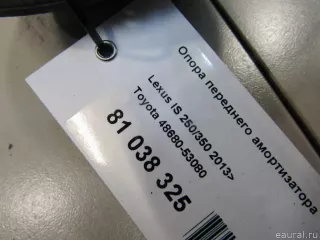 Опора переднего амортизатора
Lexus IS 250/350 2013>
Toyota 48680-53080
81 038 325
eaural.ru